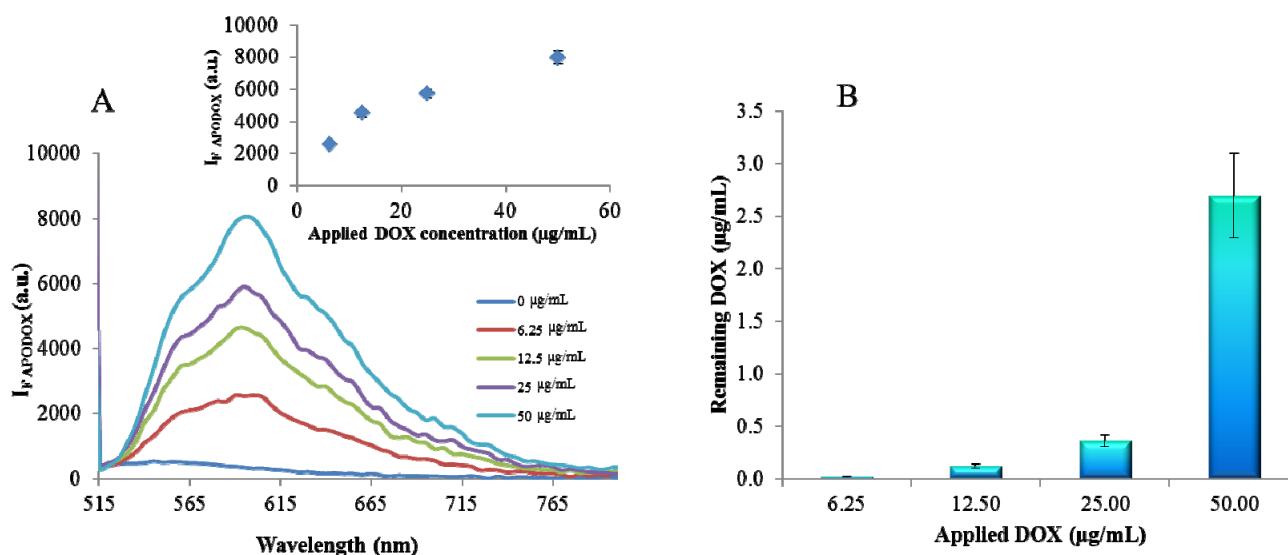 A
I_F APODOX (a.u.)
10000
8000
6000
4000
2000
0
0 20 40 60
Applied DOX concentration (µg/mL)
I_F APODOX (a.u.)
10000
8000
6000
4000
2000
0
515 565 615 665 715 765
Wavelength (nm)
0 µg/mL
6.25 µg/mL
12.5 µg/mL
25 µg/mL
50 µg/mL
B
Remaining DOX (µg/mL)
3.5
3.0
2.5
2.0
1.5
1.0
0.5
0.0
6.25 12.50 25.00 50.00
Applied DOX (µg/mL)